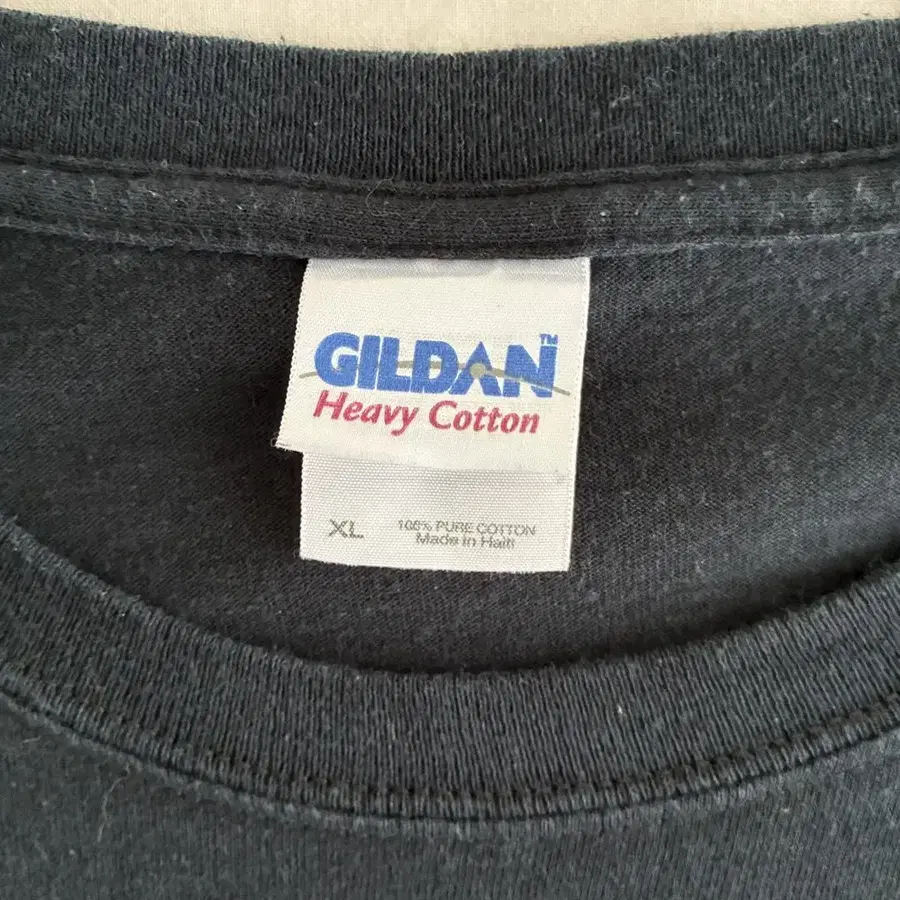 GILDAN™
Heavy Cotton
XL
100% PURE COTTON
Made in Haiti